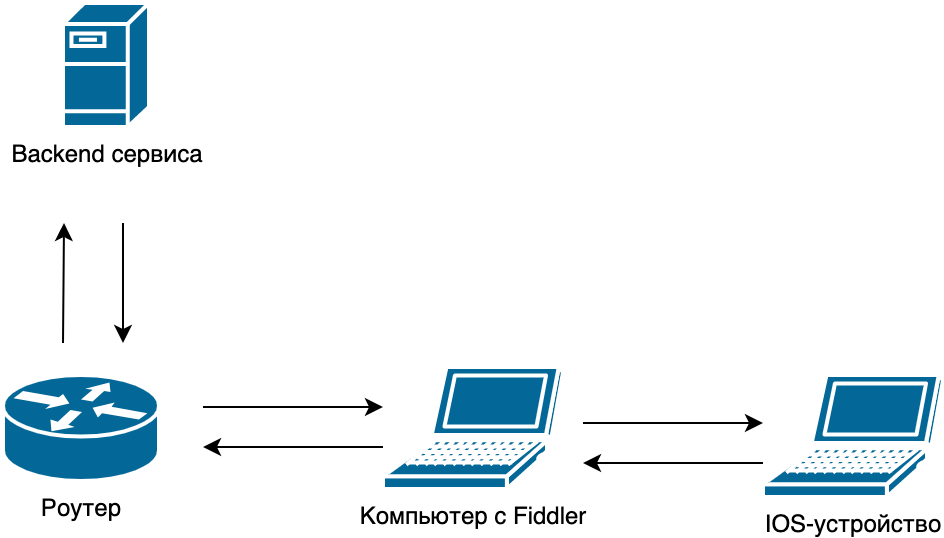 Backend сервиса
Роутер
Компьютер с Fiddler
IOS-устройство